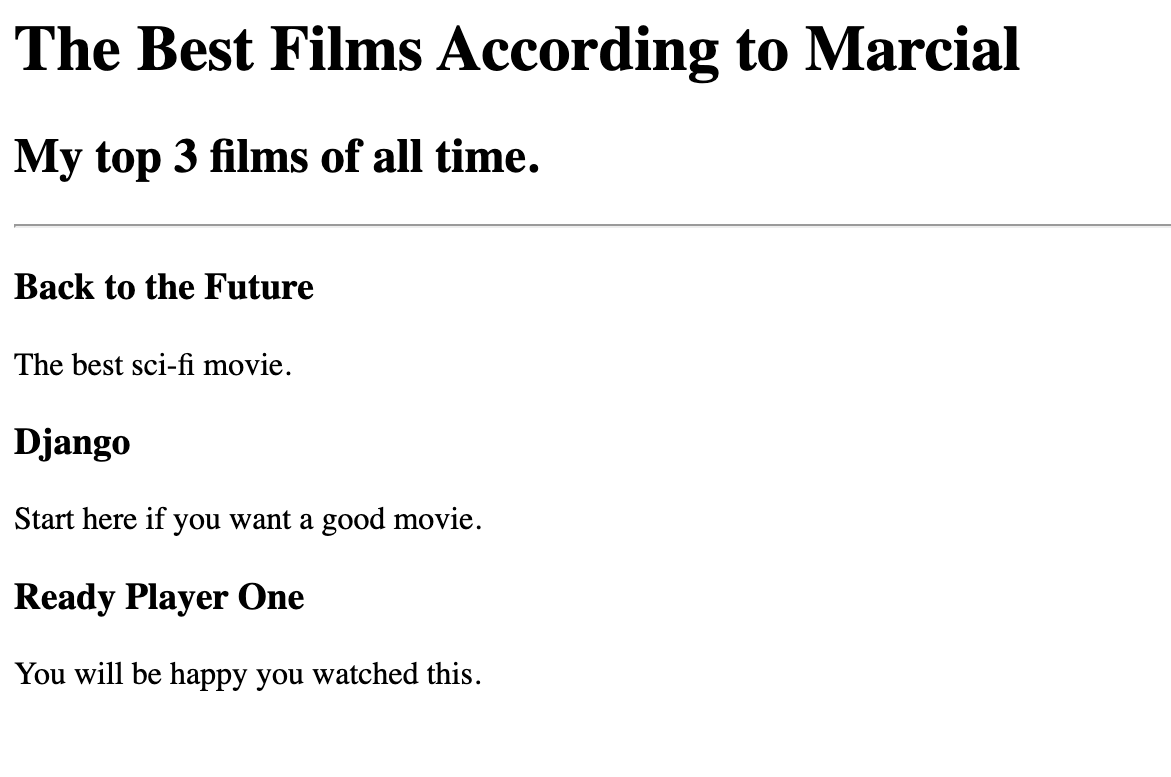 The Best Films According to Marcial
My top 3 films of all time.
Back to the Future
The best sci-fi movie.
Django
Start here if you want a good movie.
Ready Player One
You will be happy you watched this.